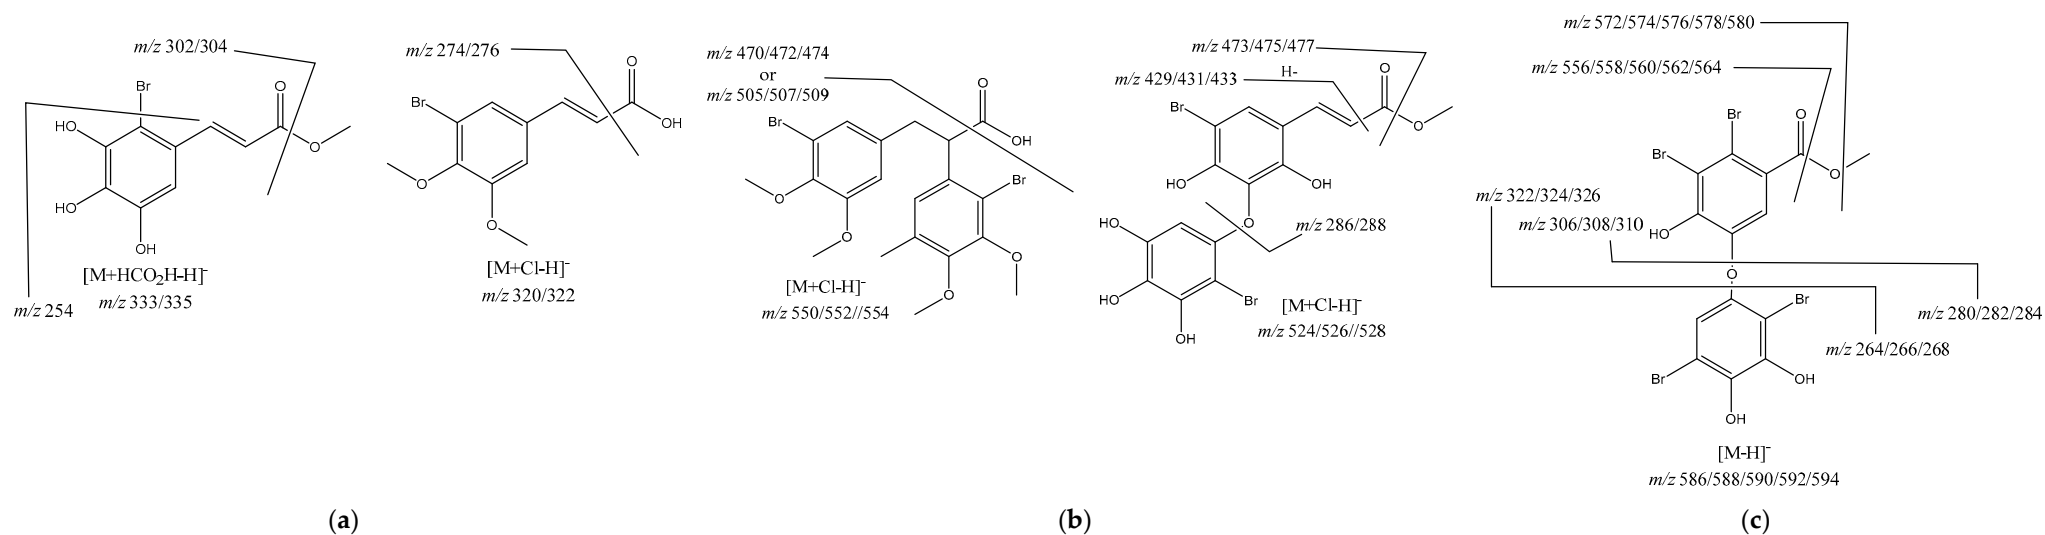 m/z 302/304
Br
O
HO
O
HO
OH
[M+HCO2H-H]-
m/z 333/335
m/z 254
m/z 274/276
O
Br
OH
O
O
[M+Cl-H]-
m/z 320/322
(a)
m/z 470/472/474
or
m/z 505/507/509
O
Br
OH
Br
O
O
O
O
[M+Cl-H]-
m/z 550/552//554
m/z 473/475/477
m/z 429/431/433
H-
O
Br
O
HO
OH
O
HO
m/z 286/288
HO
Br
OH
[M+Cl-H]-
m/z 524/526//528
(b)
m/z 572/574/576/578/580
m/z 556/558/560/562/564
Br
O
Br
O
m/z 322/324/326
m/z 306/308/310
HO
O
Br
m/z 280/282/284
m/z 264/266/268
Br
OH
OH
[M-H]-
m/z 586/588/590/592/594
(c)